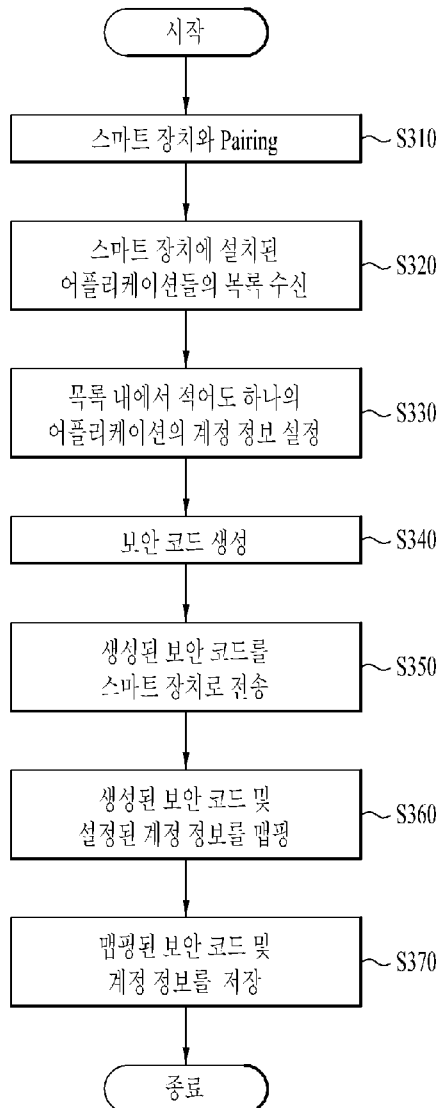 시작
스마트 장치와 Pairing
S310
스마트 장치에 설치된
어플리케이션들의 목록 수신
S320
목록 내에서 적어도 하나의
어플리케이션의 계정 정보 설정
S330
보안 코드 생성
S340
생성된 보안 코드를
스마트 장치로 전송
S350
생성된 보안 코드 및
설정된 계정 정보를 맵핑
S360
맵핑된 보안 코드 및
계정 정보를 저장
S370
종료